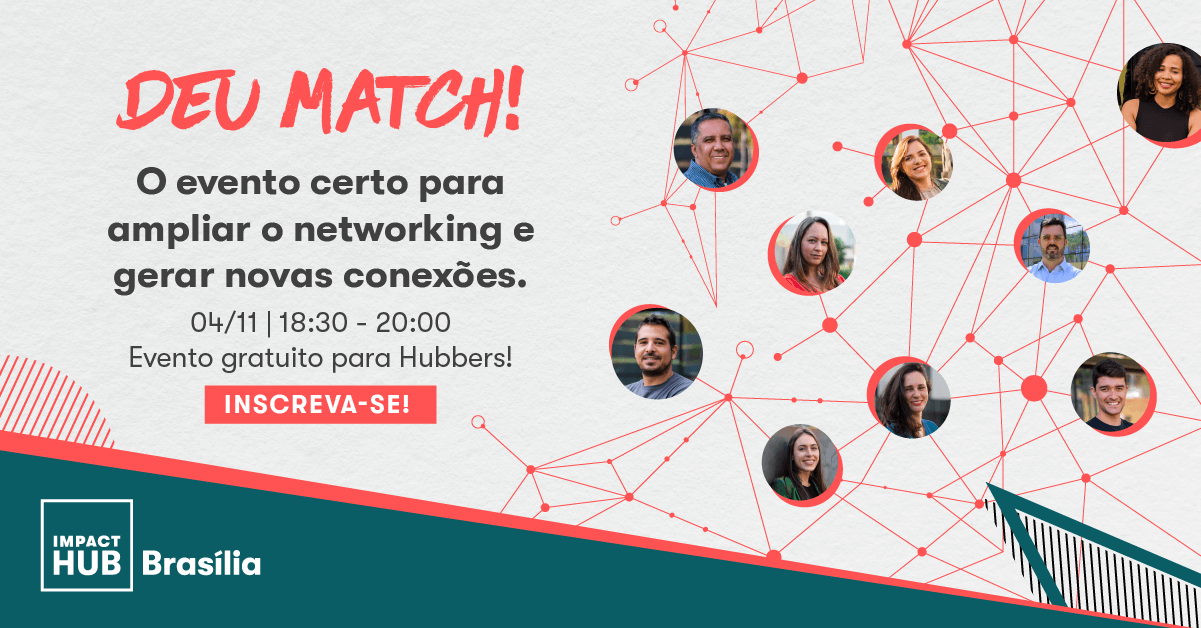 DEU MATCH!
O evento certo para
ampliar o networking e
gerar novas conexões.
04/11 | 18:30 - 20:00
Evento gratuito para Hubbers!
INSCREVA-SE!
IMPACT
HUB Brasília